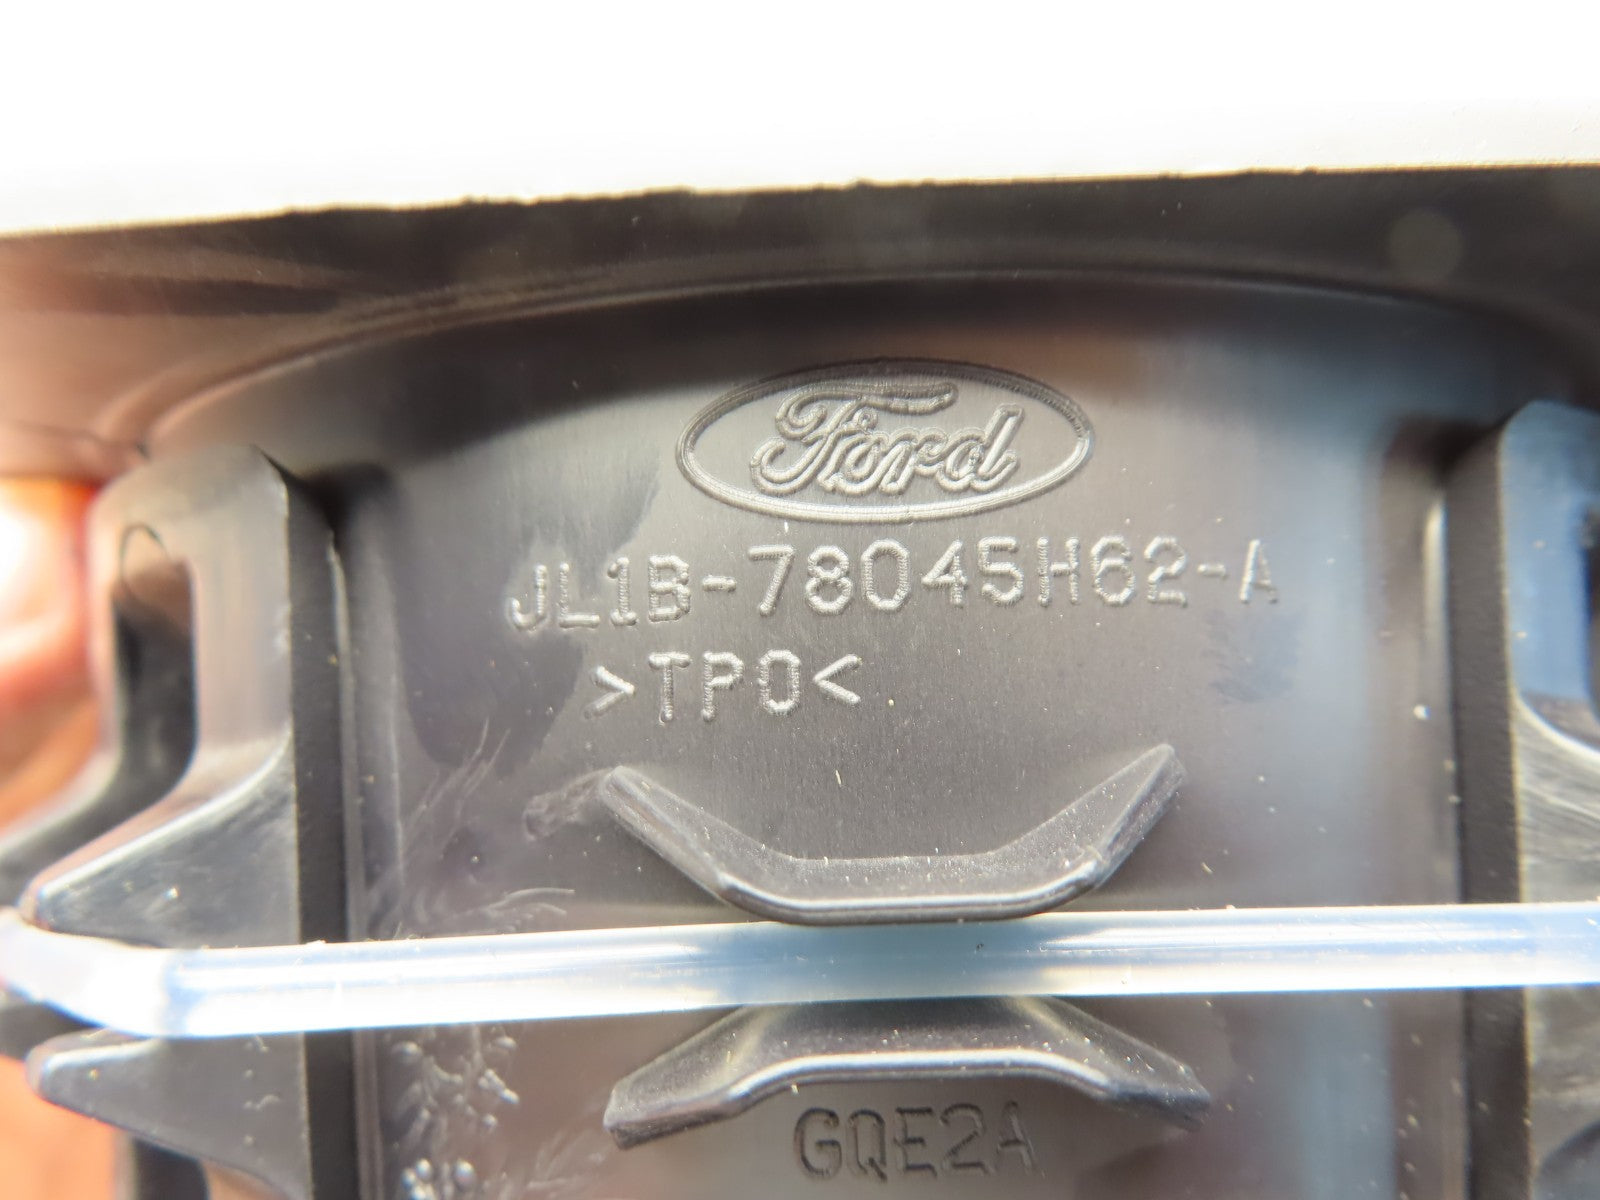 Ford
JL1B-78045H62-A
>TPO<
GQE2A